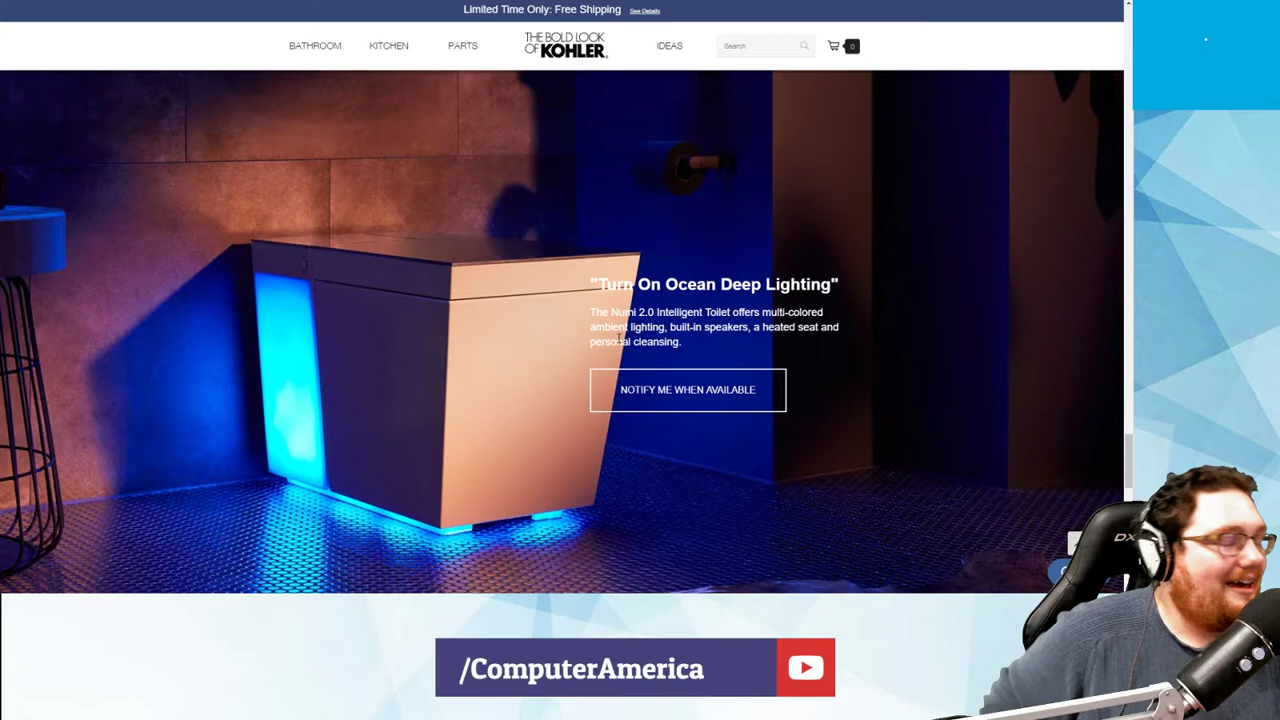 Limited Time Only: Free Shipping See Details
BATHROOM KITCHEN PARTS
THE BOLD LOOK
OF KOHLER®
IDEAS
Search
0
"Turn On Ocean Deep Lighting"
The Numi 2.0 Intelligent Toilet offers multi-colored
ambient lighting, built-in speakers, a heated seat and
personal cleansing.
NOTIFY ME WHEN AVAILABLE
DX
/ComputerAmerica